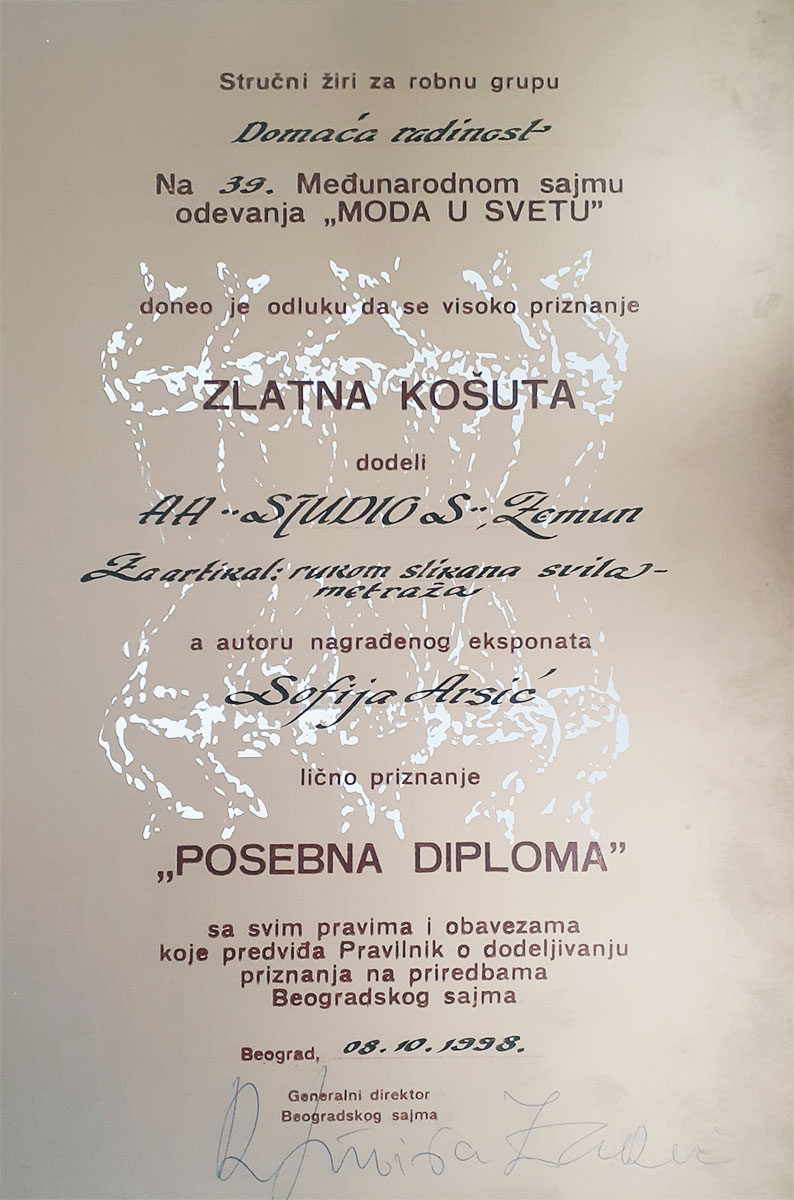 Stručni žiri za robnu grupu
Domaća radinost
Na 39. Međunarodnom sajmu
odevanja „MODA U SVETU”
doneo je odluku da se visoko priznanje
ZLATNA KOŠUTA
dodeli
AA "STUDIO S", Zemun
Za artikal: rukom slikana svila-
metraža
a autoru nagrađenog eksponata
Sofija Arsić
lično priznanje
„POSEBNA DIPLOMA”
sa svim pravima i obavezama
koje predviđa Pravilnik o dodeljivanju
priznanja na priredbama
Beogradskog sajma
Beograd, 08.10.1998.
Generalni direktor
Beogradskog sajma